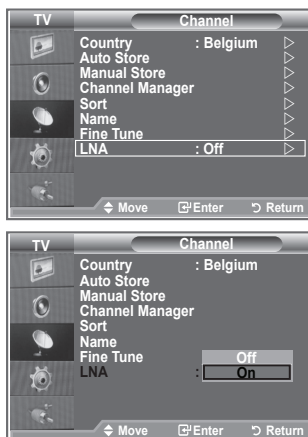 TV Channel
Country : Belgium
Auto Store
Manual Store
Channel Manager
Sort
Name
Fine Tune
LNA : Off
Move Enter Return
TV Channel
Country : Belgium
Auto Store
Manual Store
Channel Manager
Sort
Name
Fine Tune Off
LNA : On
Move Enter Return